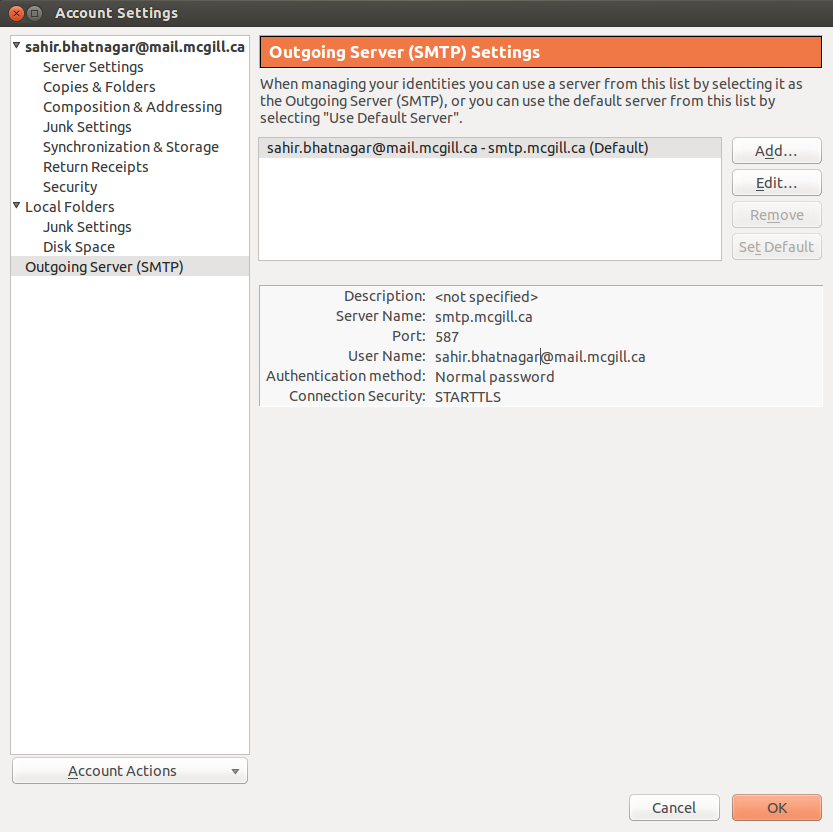 Account Settings
sahir.bhatnagar@mail.mcgill.ca
Server Settings
Copies & Folders
Composition & Addressing
Junk Settings
Synchronization & Storage
Return Receipts
Security
Local Folders
Junk Settings
Disk Space
Outgoing Server (SMTP)
Account Actions
Outgoing Server (SMTP) Settings
When managing your identities you can use a server from this list by selecting it as
the Outgoing Server (SMTP), or you can use the default server from this list by
selecting "Use Default Server".
sahir.bhatnagar@mail.mcgill.ca - smtp.mcgill.ca (Default)
Add...
Edit...
Remove
Set Default
Description: <not specified>
Server Name: smtp.mcgill.ca
Port: 587
User Name: sahir.bhatnagar@mail.mcgill.ca
Authentication method: Normal password
Connection Security: STARTTLS
Cancel
OK